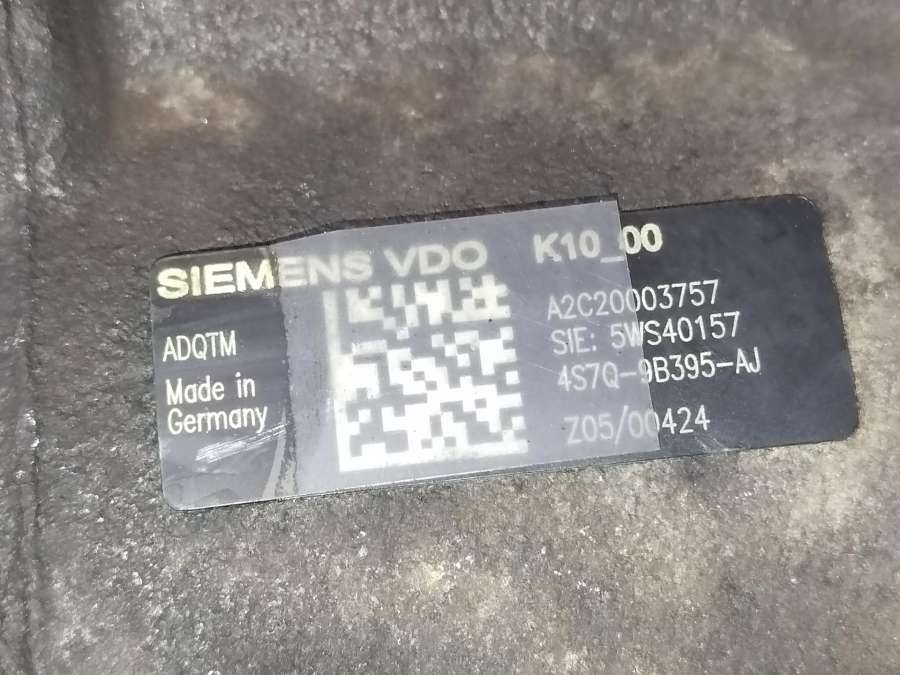 SIEMENS VDO K10_00
ADQTM
Made in
Germany
A2C20003757
SIE: 5WS40157
4S7Q-9B395-AJ
Z05/00424